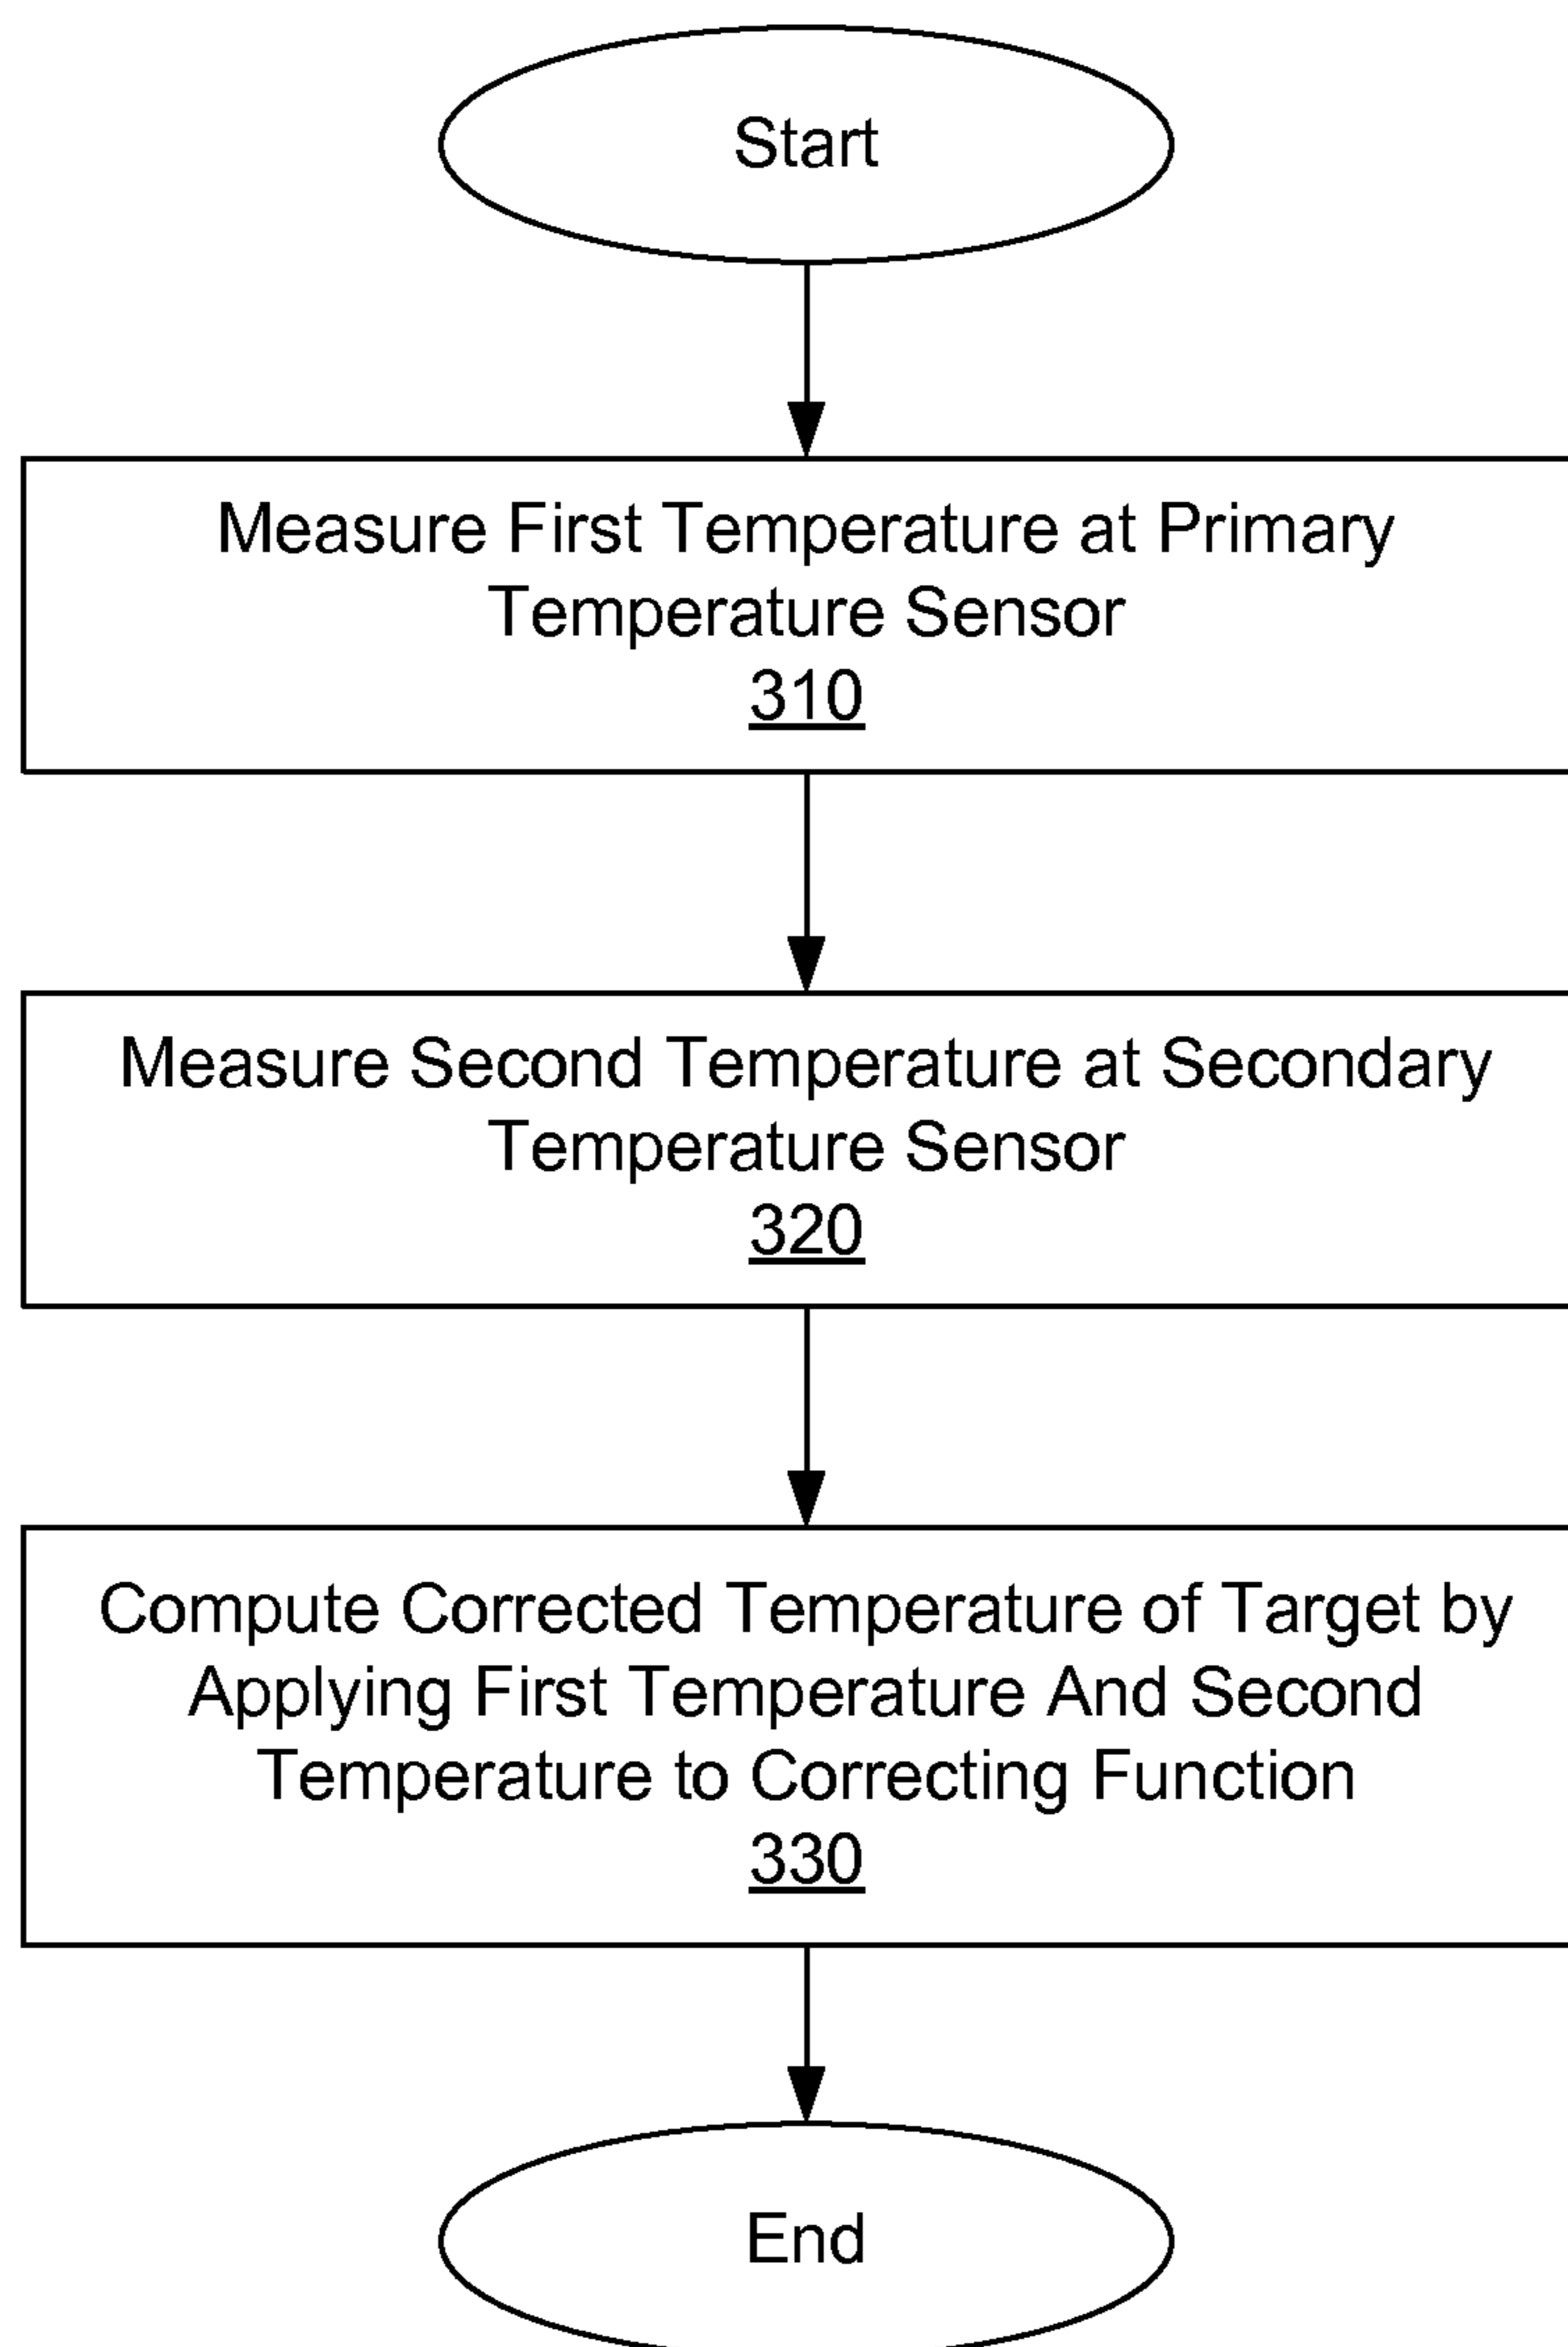 Start
Measure First Temperature at Primary
Temperature Sensor
310
Measure Second Temperature at Secondary
Temperature Sensor
320
Compute Corrected Temperature of Target by
Applying First Temperature And Second
Temperature to Correcting Function
330
End